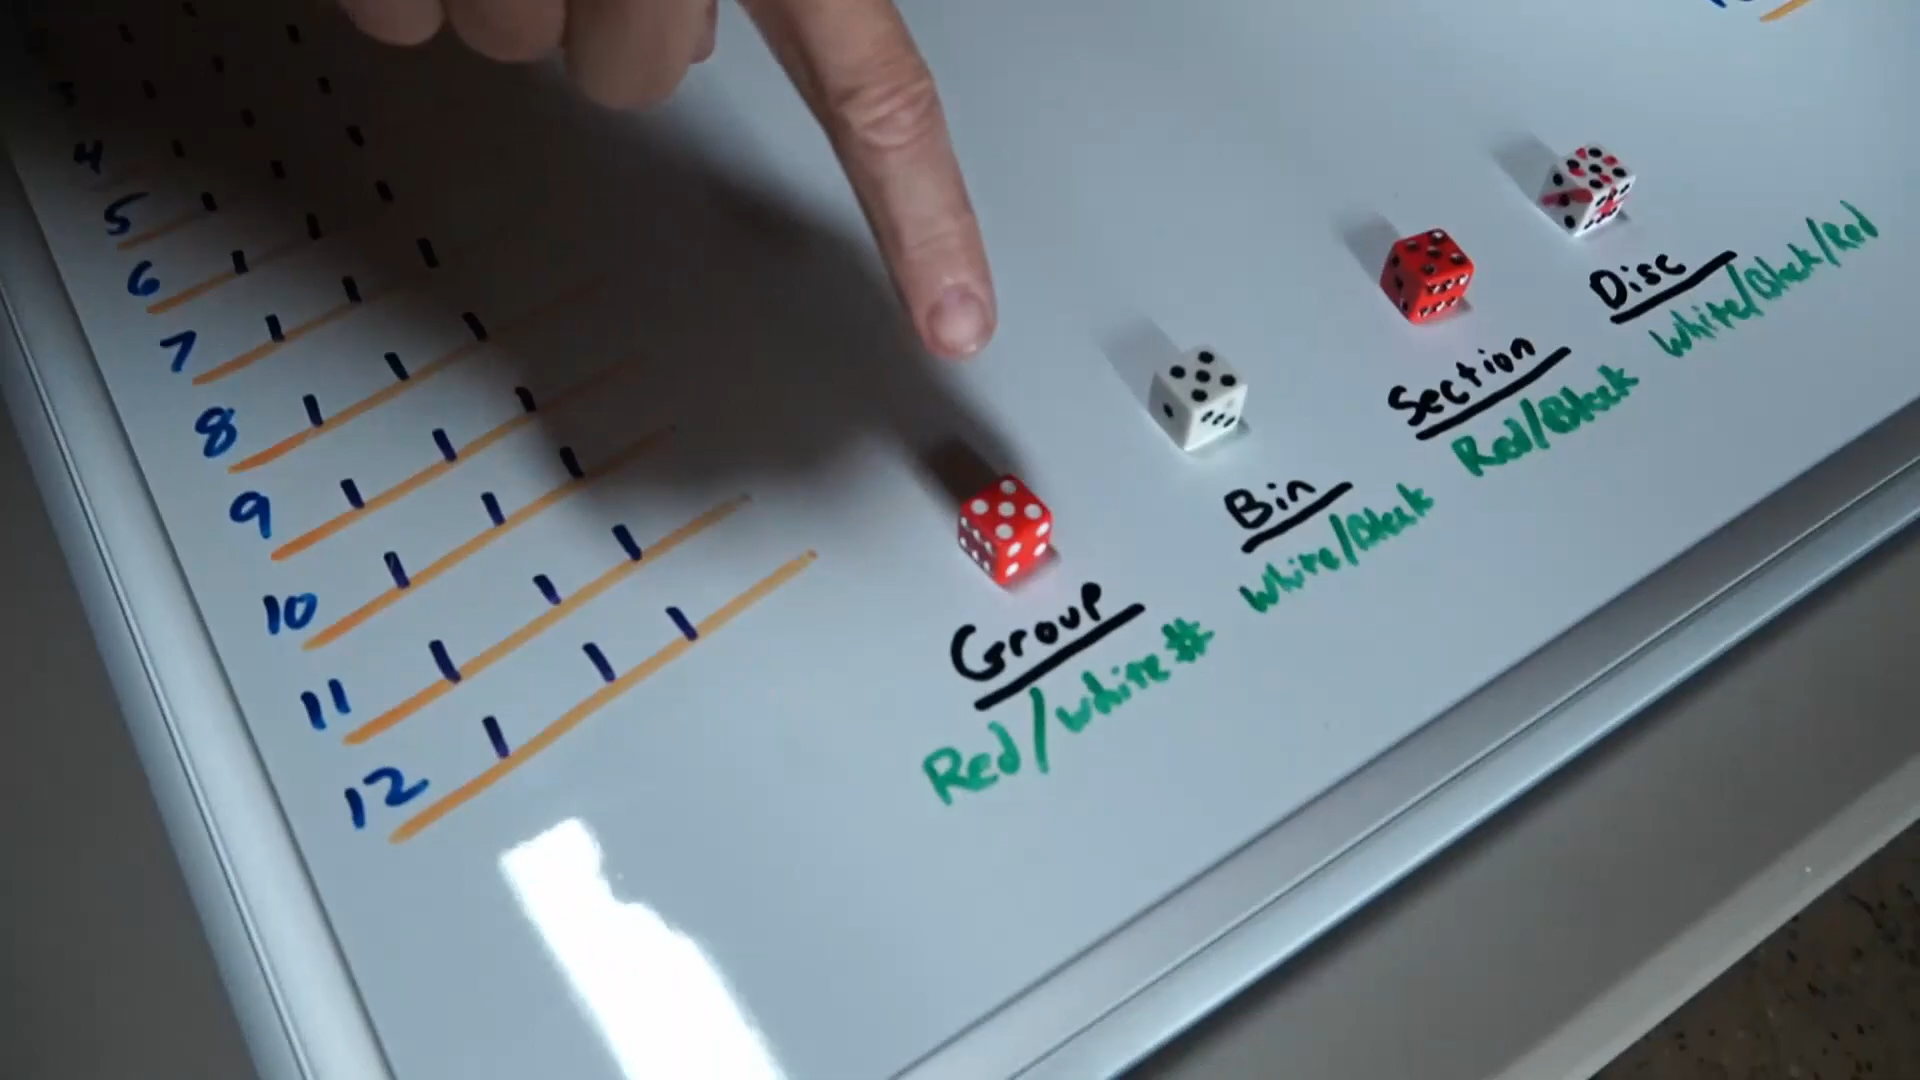 4
5
6
7
8
9
10
11
12
Group
Red/white #
Bin
White/Black
Section
Red/Black
Disc
White/Black/Red